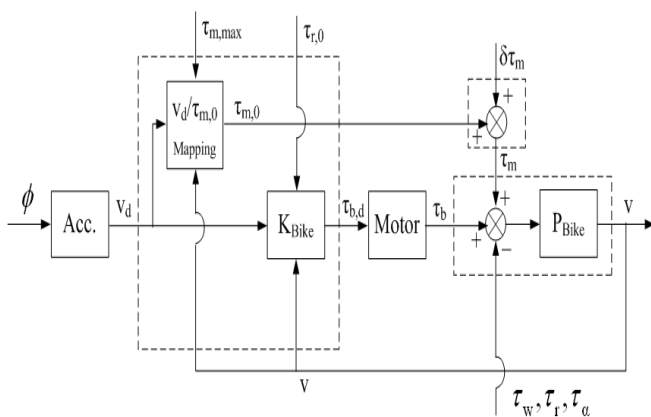 τm,max
τr,0
δτm
vd/τm,0
Mapping
τm,0
+
+
τm
ϕ
Acc.
vd
KBike
τb,d
Motor
τb
+
+
−
PBike
v
v
τw, τr, τα